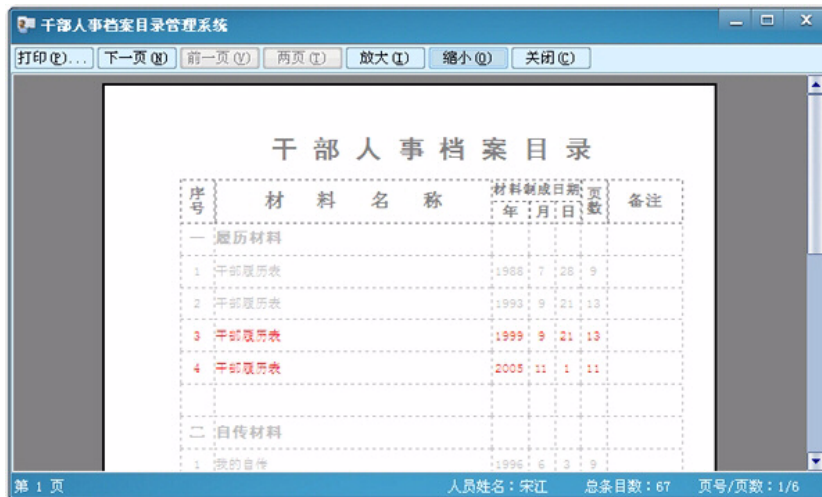 干部人事档案目录管理系统
打印(P)... 下一页(N) 前一页(V) 两页(T) 放大(I) 缩小(O) 关闭(C)
干部人事档案目录
序号 材料名称 材料制成日期 页数 备注
年 月 日
一 履历材料
1 干部履历表 1988 7 28 9
2 干部履历表 1993 9 21 13
3 干部履历表 1999 9 21 13
4 干部履历表 2005 11 1 11
二 自传材料
1 我的自传 1996 6 3 9
第 1 页 人员姓名：宋江 总条目数：67 页号/页数：1/6